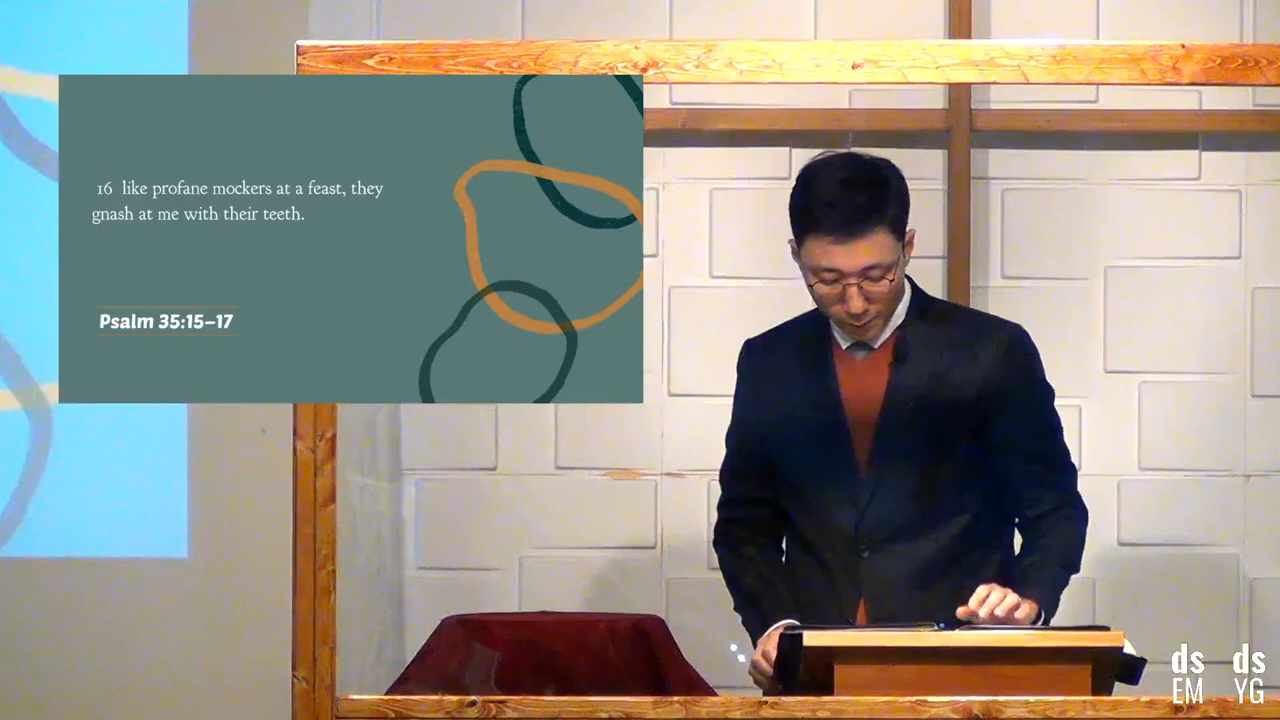 16 like profane mockers at a feast, they
gnash at me with their teeth.
Psalm 35:15–17
ds ds
EM YG